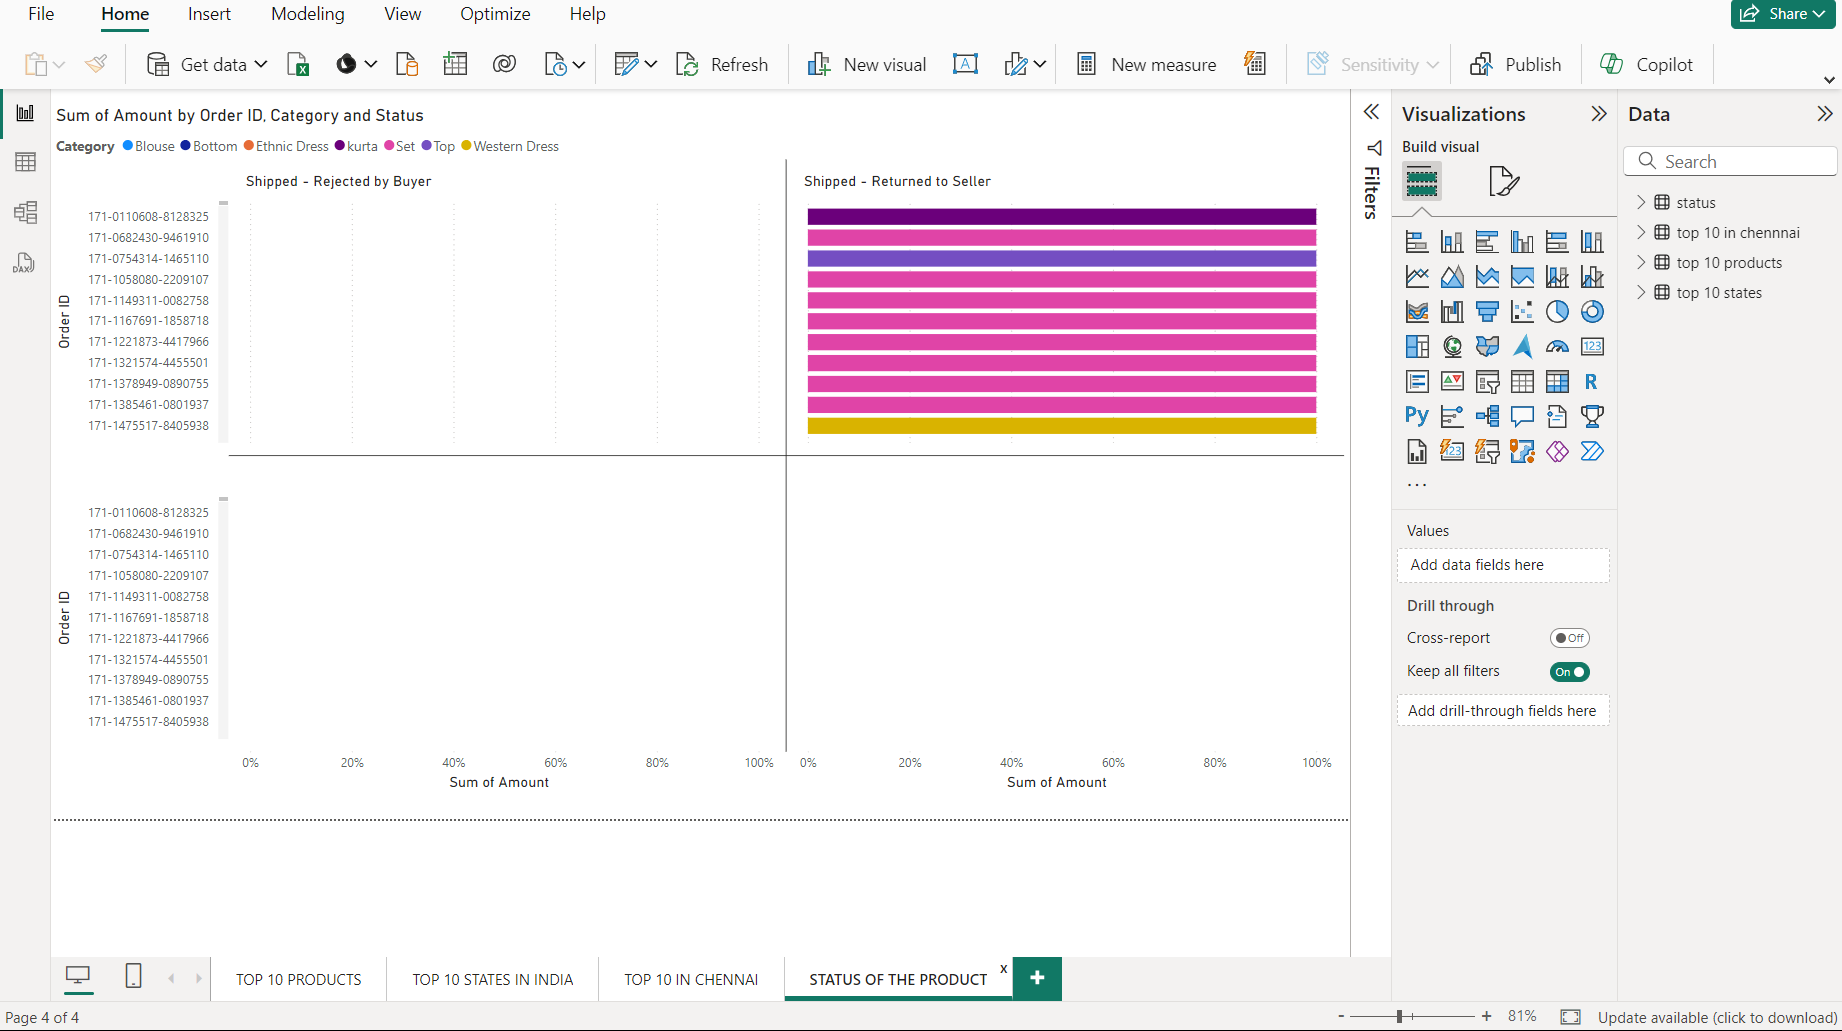 File Home Insert Modeling View Optimize Help Share
Get data Refresh New visual New measure Sensitivity Publish Copilot
Sum of Amount by Order ID, Category and Status
Category Blouse Bottom Ethnic Dress kurta Set Top Western Dress
Shipped - Rejected by Buyer Shipped - Returned to Seller
Order ID
171-0110608-8128325
171-0682430-9461910
171-0754314-1465110
171-1058080-2209107
171-1149311-0082758
171-1167691-1858718
171-1221873-4417966
171-1321574-4455501
171-1378949-0890755
171-1385461-0801937
171-1475517-8405938
Order ID
171-0110608-8128325
171-0682430-9461910
171-0754314-1465110
171-1058080-2209107
171-1149311-0082758
171-1167691-1858718
171-1221873-4417966
171-1321574-4455501
171-1378949-0890755
171-1385461-0801937
171-1475517-8405938
0% 20% 40% 60% 80% 100% 0% 20% 40% 60% 80% 100%
Sum of Amount Sum of Amount
Filters
Visualizations
Build visual
123
R
Py
123
...
Values
Add data fields here
Drill through
Cross-report Off
Keep all filters On
Add drill-through fields here
Data
Search
status
top 10 in chennnai
top 10 products
top 10 states
DAX
TOP 10 PRODUCTS TOP 10 STATES IN INDIA TOP 10 IN CHENNAI STATUS OF THE PRODUCT x +
Page 4 of 4 - + 81% Update available (click to download)